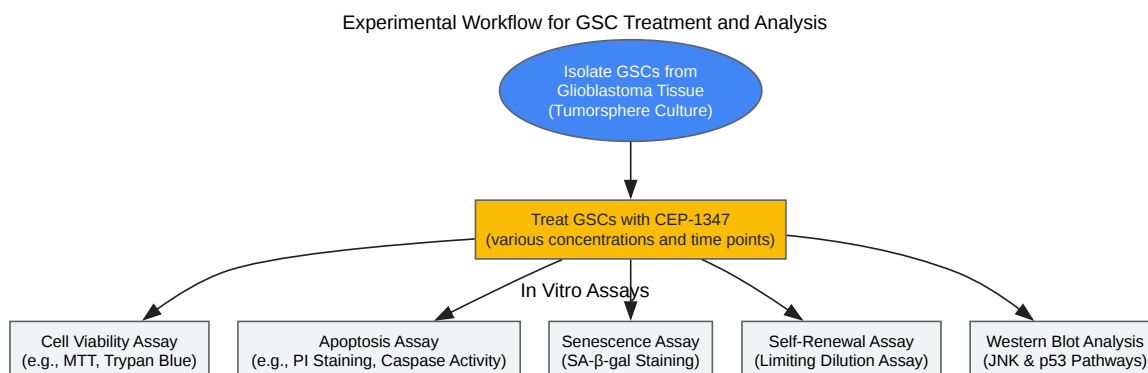 Experimental Workflow for GSC Treatment and Analysis
Isolate GSCs from
Glioblastoma Tissue
(Tumorsphere Culture)
Treat GSCs with CEP-1347
(various concentrations and time points)
In Vitro Assays
Cell Viability Assay
(e.g., MTT, Trypan Blue)
Apoptosis Assay
(e.g., PI Staining, Caspase Activity)
Senescence Assay
(SA-β-gal Staining)
Self-Renewal Assay
(Limiting Dilution Assay)
Western Blot Analysis
(JNK & p53 Pathways)